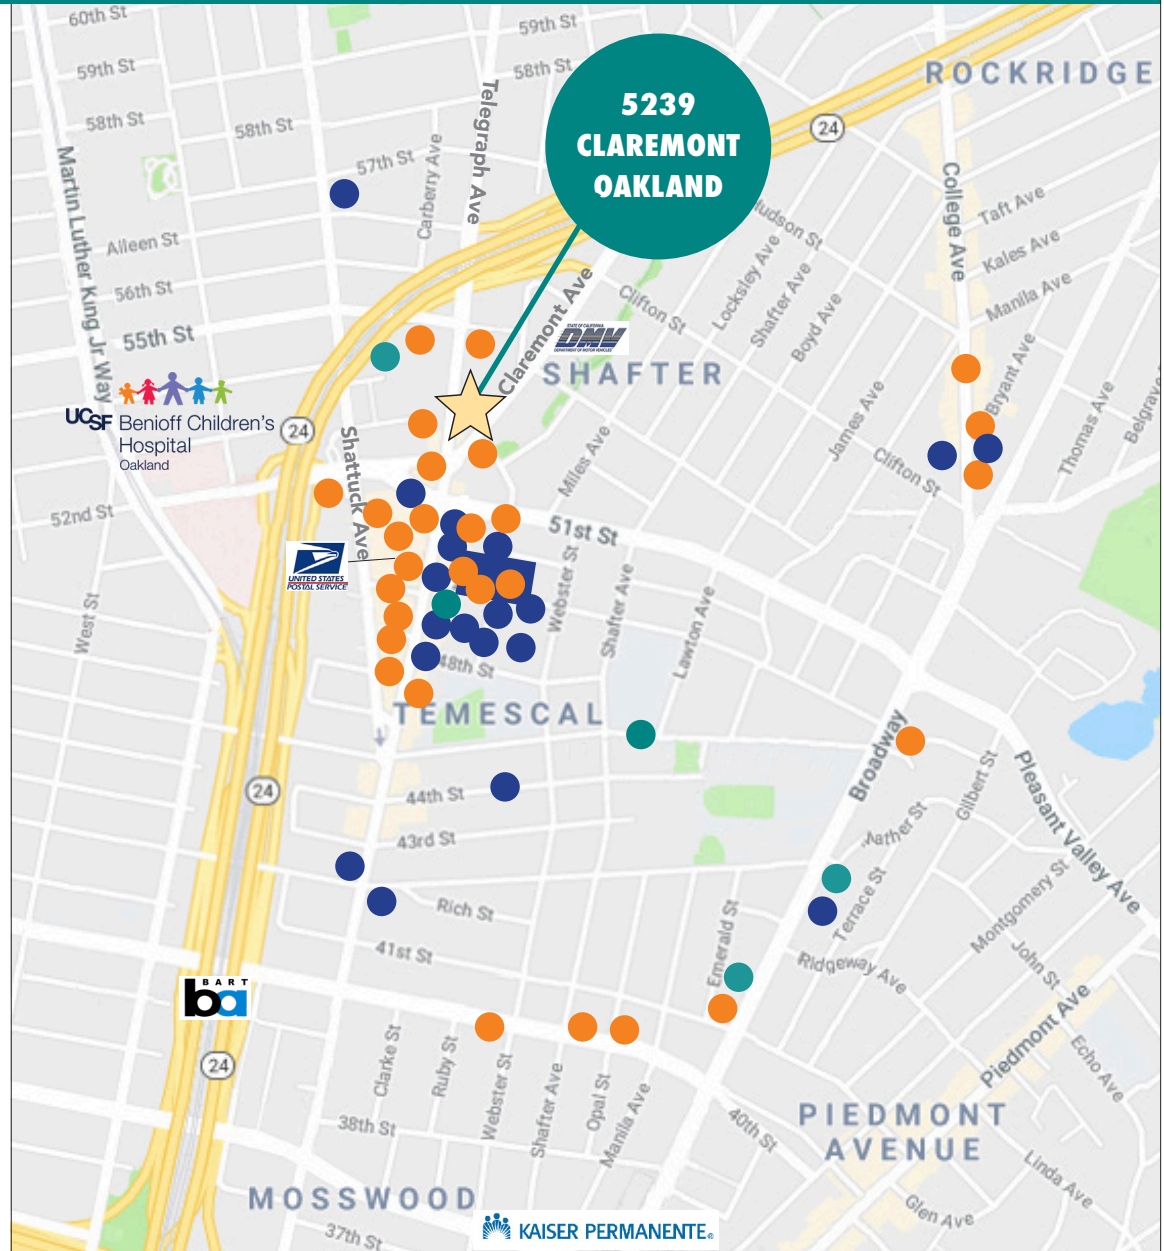 60th St
59th St
59th St
58th St
ROCKRIDGE
5239
CLAREMONT
OAKLAND
24
58th St
58th St
57th St
Telegraph Ave
Carberry Ave
Martin Luther King Jr Way
College Ave
Taft Ave
Hudson St
Aileen St
Kales Ave
Locksley Ave
Shafter Ave
Boyd Ave
Manila Ave
56th St
Clifton St
Claremont Ave
55th St
STATE OF CALIFORNIA
DMV
DEPARTMENT OF MOTOR VEHICLES
SHAFTER
Bryant Ave
UCSF Benioff Children's
Hospital
Oakland
24
James Ave
Thomas Ave
Belgrave
Shattuck Ave
Miles Ave
Clifton St
52nd St
51st St
UNITED STATES
POSTAL SERVICE
Webster St
Shafter Ave
Lawton Ave
West St
48th St
TEMESCAL
Broadway
Gilbert St
Pleasant Valley Ave
24
44th St
43rd St
Mather St
Terrace St
Montgomery St
Rich St
Emerald St
41st St
Ridgeway Ave
John St
BART
ba
Piedmont Ave
Echo Ave
24
Clarke St
Ruby St
Webster St
Shafter Ave
Opal St
Manila Ave
38th St
40th St
PIEDMONT
AVENUE
Linda Ave
MOSSWOOD
Glen Ave
37th St
KAISER PERMANENTE®